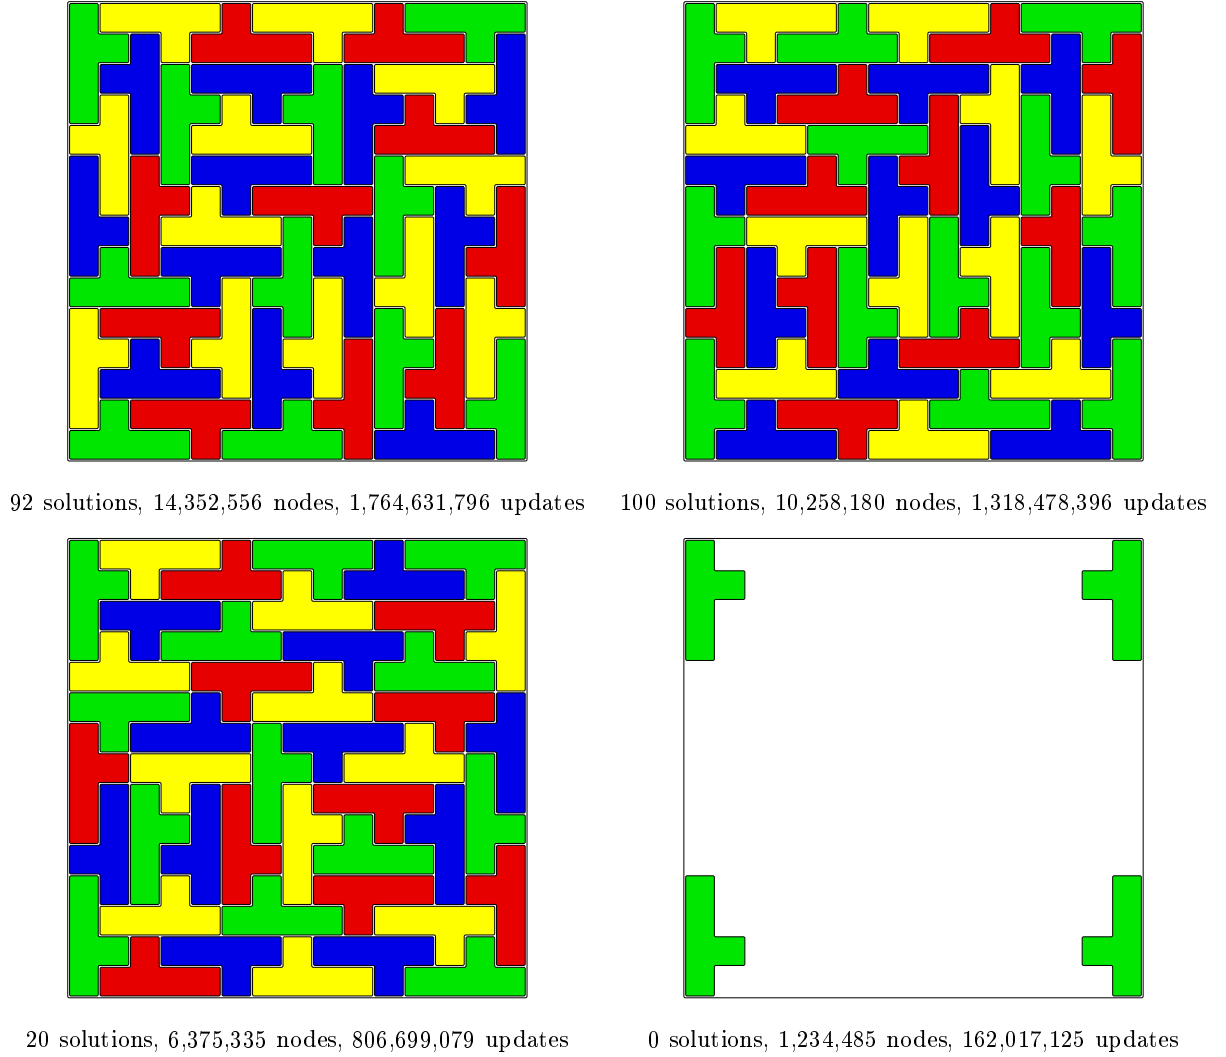 92 solutions, 14,352,556 nodes, 1,764,631,796 updates
100 solutions, 10,258,180 nodes, 1,318,478,396 updates
20 solutions, 6,375,335 nodes, 806,699,079 updates
0 solutions, 1,234,485 nodes, 162,017,125 updates